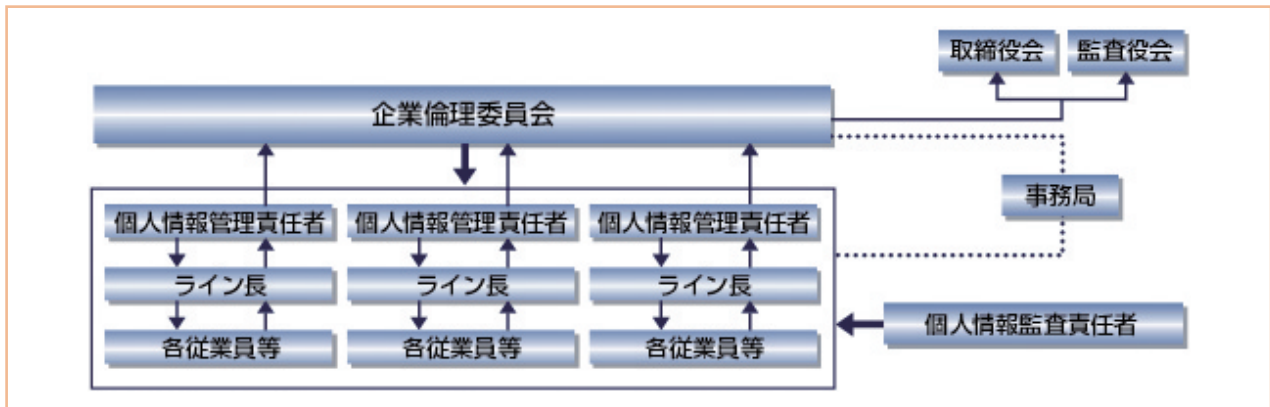 取締役会 監査役会
企業倫理委員会
事務局
個人情報管理責任者 個人情報管理責任者 個人情報管理責任者
ライン長 ライン長 ライン長
各従業員等 各従業員等 各従業員等
個人情報監査責任者